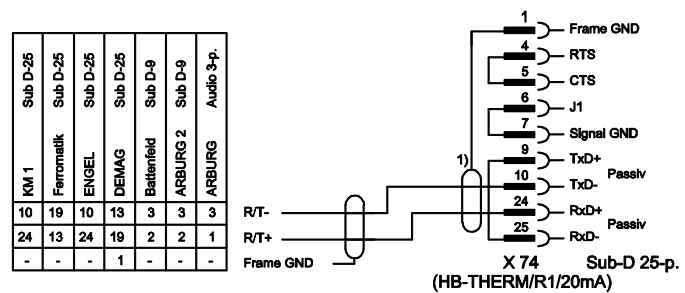 KM 1 Sub D-25
Ferromatik Sub D-25
ENGEL Sub D-25
DEMAG Sub D-25
Battenfeld Sub D-9
ARBURG 2 Sub D-9
ARBURG Audio 3-p.
10 19 10 13 3 3 3 R/T-
24 13 24 19 2 2 1 R/T+
- - - 1 - - - Frame GND
1)
1 Frame GND
4 RTS
5 CTS
6 J1
7 Signal GND
9 TxD+
Passiv
10 TxD-
24 RxD+
Passiv
25 RxD-
X 74 Sub-D 25-p.
(HB-THERM/R1/20mA)